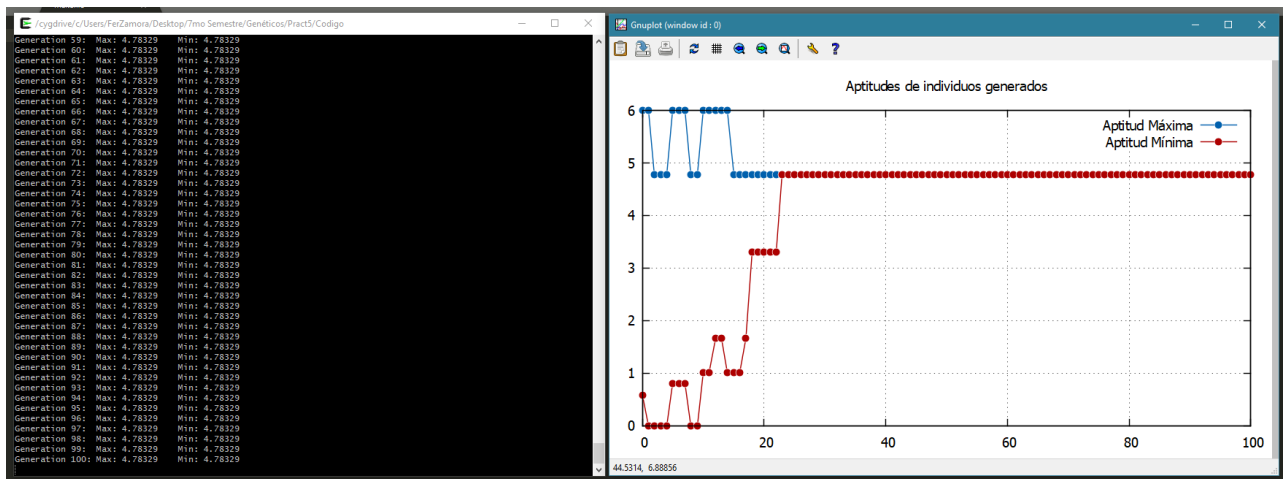 /cygdrive/c/Users/FerZamora/Desktop/7mo Semestre/Genéticos/Pract5/Codigo
Generation 59: Max: 4.78329 Min: 4.78329
Generation 60: Max: 4.78329 Min: 4.78329
Generation 61: Max: 4.78329 Min: 4.78329
Generation 62: Max: 4.78329 Min: 4.78329
Generation 63: Max: 4.78329 Min: 4.78329
Generation 64: Max: 4.78329 Min: 4.78329
Generation 65: Max: 4.78329 Min: 4.78329
Generation 66: Max: 4.78329 Min: 4.78329
Generation 67: Max: 4.78329 Min: 4.78329
Generation 68: Max: 4.78329 Min: 4.78329
Generation 69: Max: 4.78329 Min: 4.78329
Generation 70: Max: 4.78329 Min: 4.78329
Generation 71: Max: 4.78329 Min: 4.78329
Generation 72: Max: 4.78329 Min: 4.78329
Generation 73: Max: 4.78329 Min: 4.78329
Generation 74: Max: 4.78329 Min: 4.78329
Generation 75: Max: 4.78329 Min: 4.78329
Generation 76: Max: 4.78329 Min: 4.78329
Generation 77: Max: 4.78329 Min: 4.78329
Generation 78: Max: 4.78329 Min: 4.78329
Generation 79: Max: 4.78329 Min: 4.78329
Generation 80: Max: 4.78329 Min: 4.78329
Generation 81: Max: 4.78329 Min: 4.78329
Generation 82: Max: 4.78329 Min: 4.78329
Generation 83: Max: 4.78329 Min: 4.78329
Generation 84: Max: 4.78329 Min: 4.78329
Generation 85: Max: 4.78329 Min: 4.78329
Generation 86: Max: 4.78329 Min: 4.78329
Generation 87: Max: 4.78329 Min: 4.78329
Generation 88: Max: 4.78329 Min: 4.78329
Generation 89: Max: 4.78329 Min: 4.78329
Generation 90: Max: 4.78329 Min: 4.78329
Generation 91: Max: 4.78329 Min: 4.78329
Generation 92: Max: 4.78329 Min: 4.78329
Generation 93: Max: 4.78329 Min: 4.78329
Generation 94: Max: 4.78329 Min: 4.78329
Generation 95: Max: 4.78329 Min: 4.78329
Generation 96: Max: 4.78329 Min: 4.78329
Generation 97: Max: 4.78329 Min: 4.78329
Generation 98: Max: 4.78329 Min: 4.78329
Generation 99: Max: 4.78329 Min: 4.78329
Generation 100: Max: 4.78329 Min: 4.78329
Gnuplot (window id : 0)
Aptitudes de individuos generados
Aptitud Máxima
Aptitud Mínima
6
5
4
3
2
1
0
0 20 40 60 80 100
44.5314, 6.88856